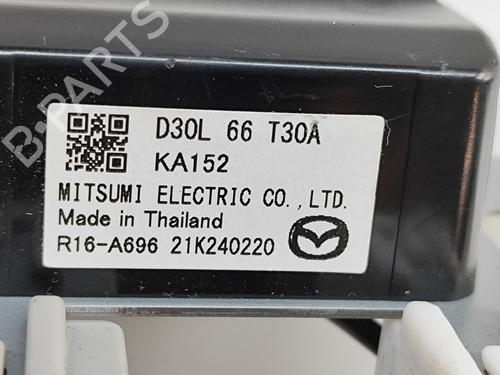 D30L 66 T30A
KA152
MITSUMI ELECTRIC CO.,LTD.
Made in Thailand
R16-A696 21K240220
B-PARTS